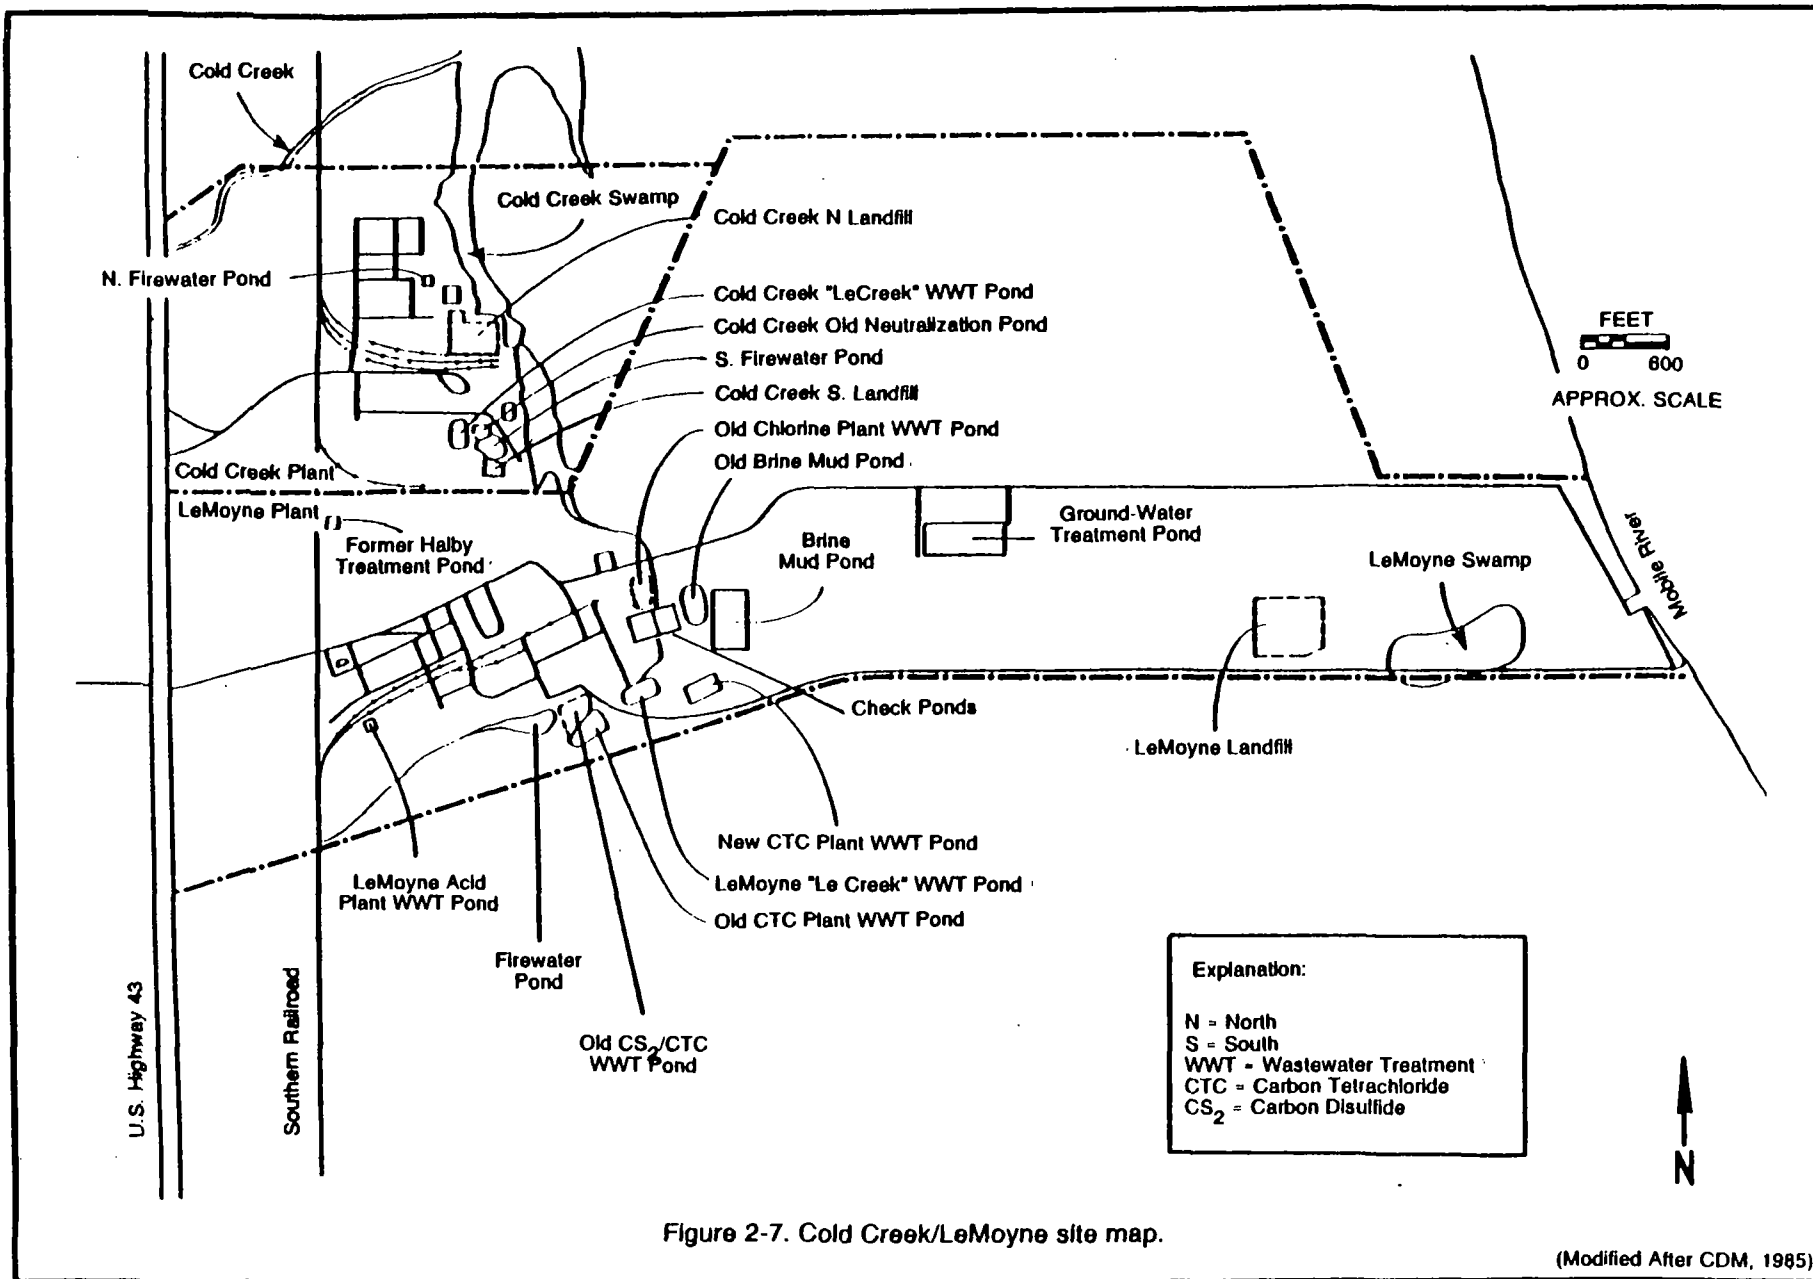 Cold Creek
Cold Creek Swamp
Cold Creek N Landfill
N. Firewater Pond
Cold Creek "LeCreek" WWT Pond
Cold Creek Old Neutralization Pond
S. Firewater Pond
Cold Creek S. Landfill
Old Chlorine Plant WWT Pond
Old Brine Mud Pond
FEET
0 600
APPROX. SCALE
Cold Creek Plant
LeMoyne Plant
Former Halby
Treatment Pond
Brine
Mud Pond
Ground-Water
Treatment Pond
LeMoyne Swamp
Mobile River
Check Ponds
LeMoyne Landfill
New CTC Plant WWT Pond
LeMoyne "Le Creek" WWT Pond
Old CTC Plant WWT Pond
LeMoyne Acid
Plant WWT Pond
Firewater
Pond
Old CS2/CTC
WWT Pond
U.S. Highway 43
Southern Railroad
Explanation:
N = North
S = South
WWT = Wastewater Treatment
CTC = Carbon Tetrachloride
CS2 = Carbon Disulfide
N
Figure 2-7. Cold Creek/LeMoyne site map.
(Modified After CDM, 1985)